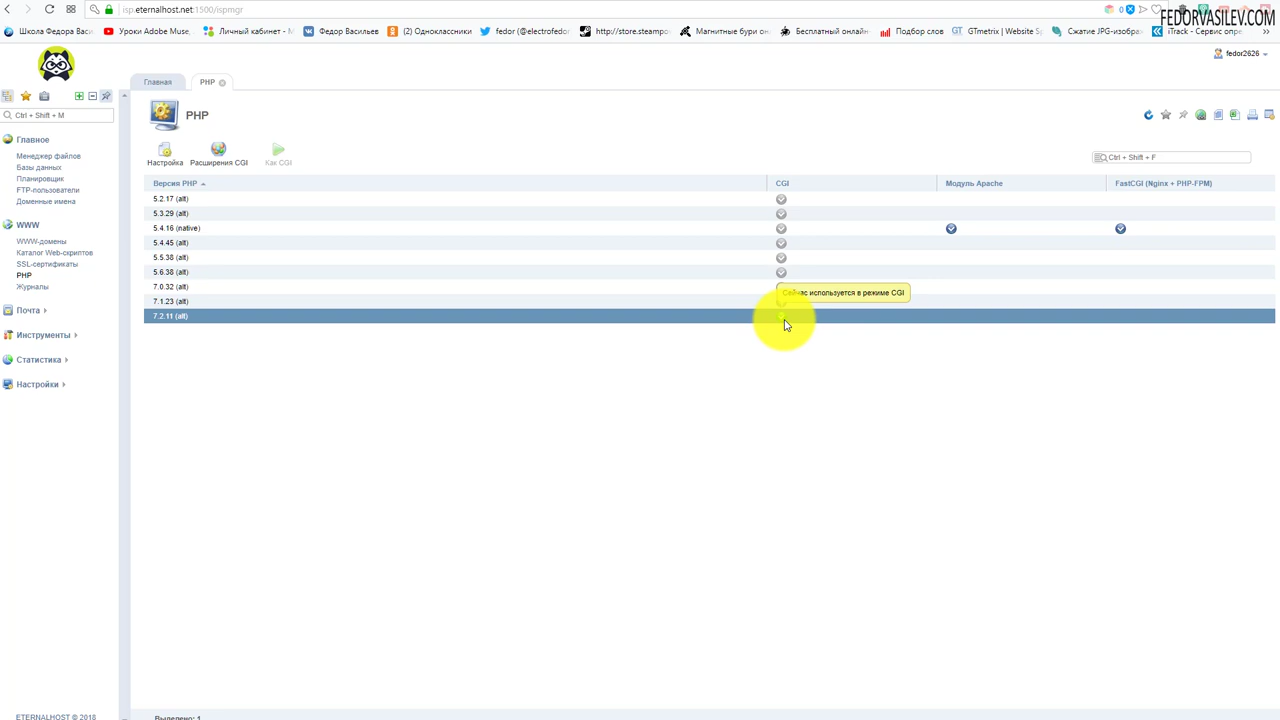 isp.eternalhost.net:1500/ispmgr
0
FEDORVASILEV.COM
Школа Федора Васи
Уроки Adobe Muse
Личный кабинет - М
Федор Васильев
(2) Одноклассники
fedor (@electrofedo
http://store.steampo
Магнитные бури он
Бесплатный онлайн
Подбор слов
GTmetrix | Website S
Сжатие JPG-изобра
iTrack - Сервис опре
fedor2626
Главная
PHP
Ctrl + Shift + M
PHP
Главное
Менеджер файлов
Базы данных
Планировщик
FTP-пользователи
Доменные имена
WWW
WWW-домены
Каталог Web-скриптов
SSL-сертификаты
PHP
Журналы
Почта
Инструменты
Статистика
Настройки
Настройка
Расширения CGI
Как CGI
Ctrl + Shift + F
Версия PHP
CGI
Модуль Apache
FastCGI (Nginx + PHP-FPM)
5.2.17 (alt)
5.3.29 (alt)
5.4.16 (native)
5.4.45 (alt)
5.5.38 (alt)
5.6.38 (alt)
7.0.32 (alt)
Сейчас используется в режиме CGI
7.1.23 (alt)
7.2.11 (alt)
ETERNALHOST © 2018
Выделено: 1